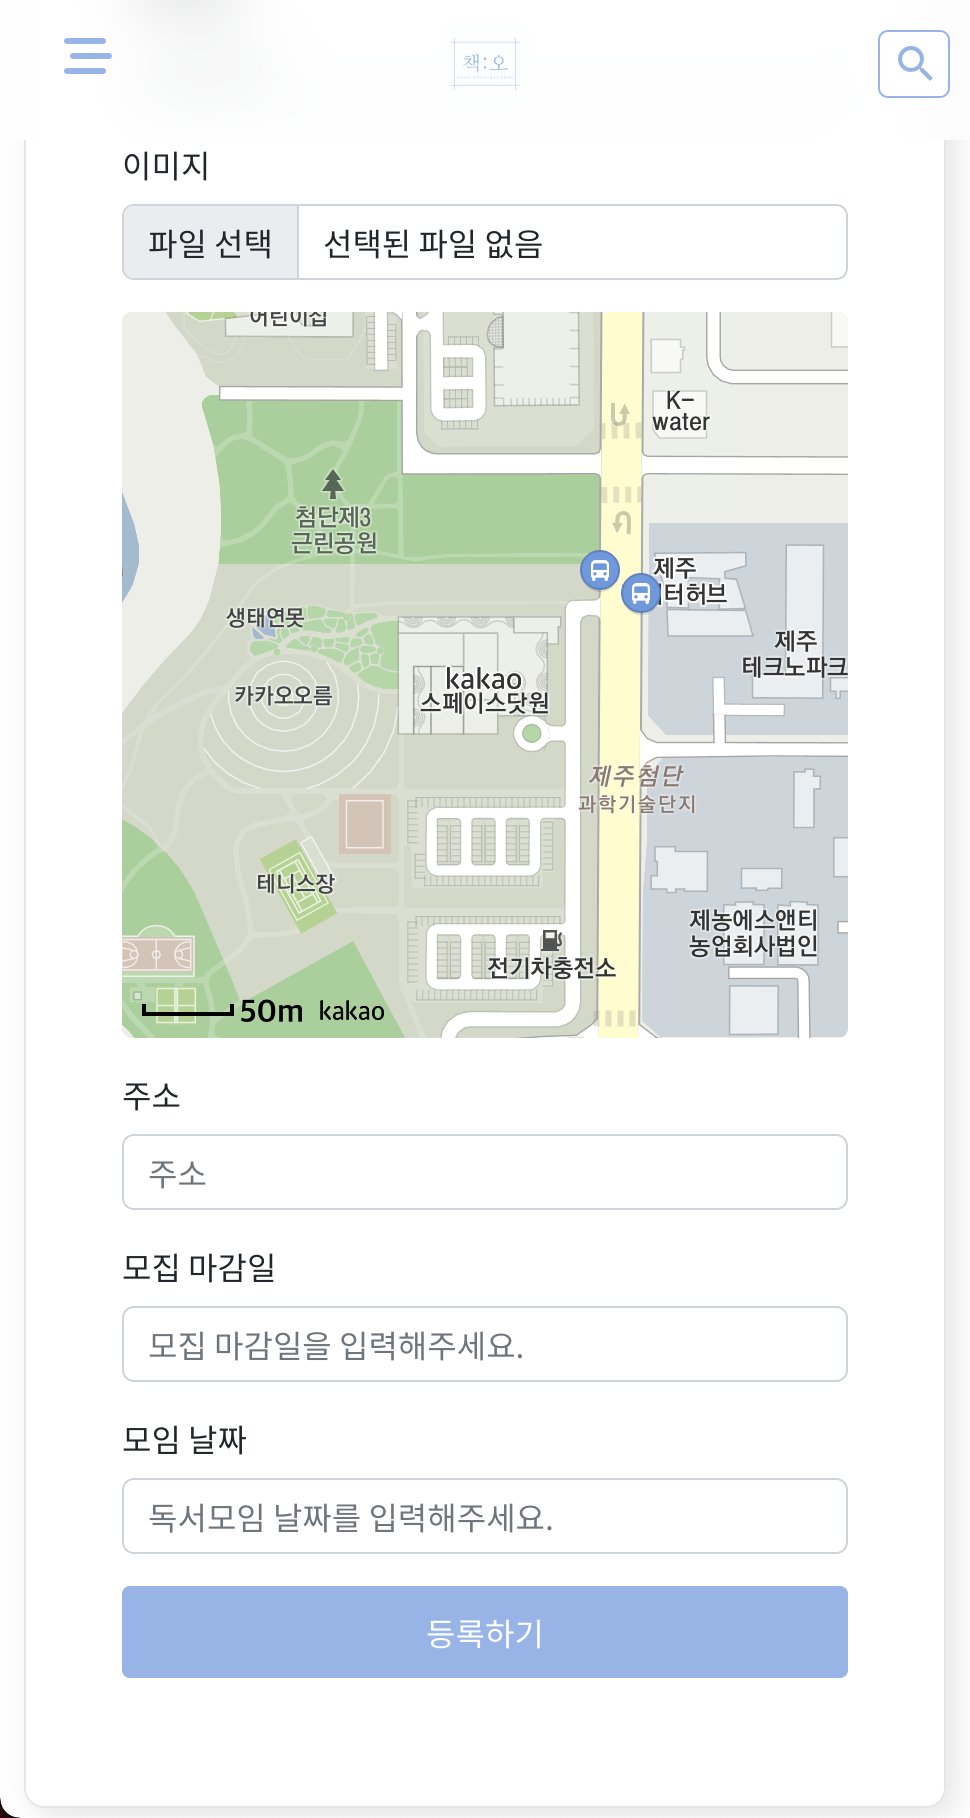 책:오
이미지
파일 선택
선택된 파일 없음
어린이집
K-
water
첨단제3
근린공원
제주
터허브
생태연못
제주
테크노파크
kakao
스페이스닷원
카카오오름
제주첨단
과학기술단지
테니스장
제농에스앤티
농업회사법인
전기차충전소
50m kakao
주소
주소
모집 마감일
모집 마감일을 입력해주세요.
모임 날짜
독서모임 날짜를 입력해주세요.
등록하기